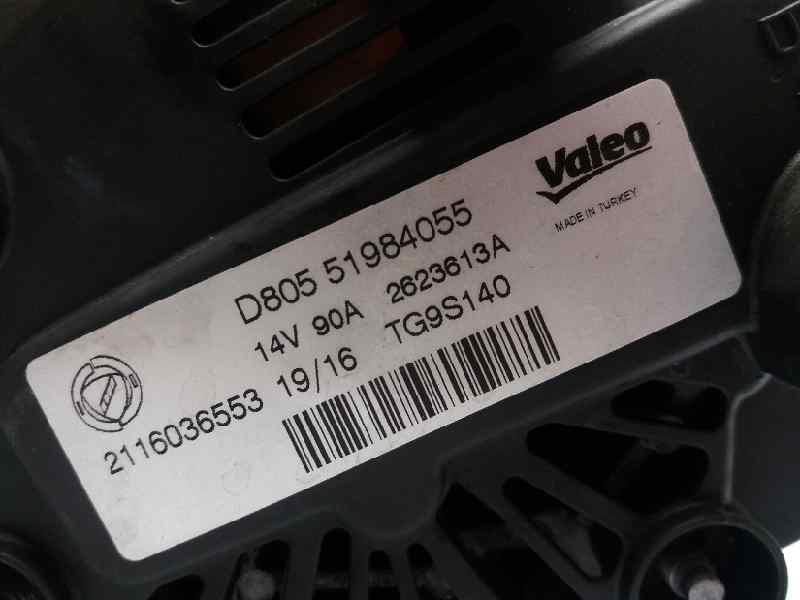 Valeo
MADE IN TURKEY
D805 51984055
14V 90A 2623613A
19/16 TG9S140
2116036553